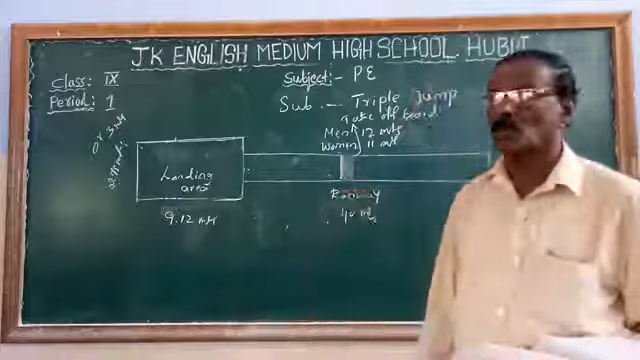 JK ENGLISH MEDIUM HIGH SCHOOL. HUBLI
Class:- IX
Subject:- PE
Period:- 1
Sub :- Triple Jump
Take off board
Men 12 mts
Women 11 mts
Landing
area
Runway
9.12 mts
40 mts